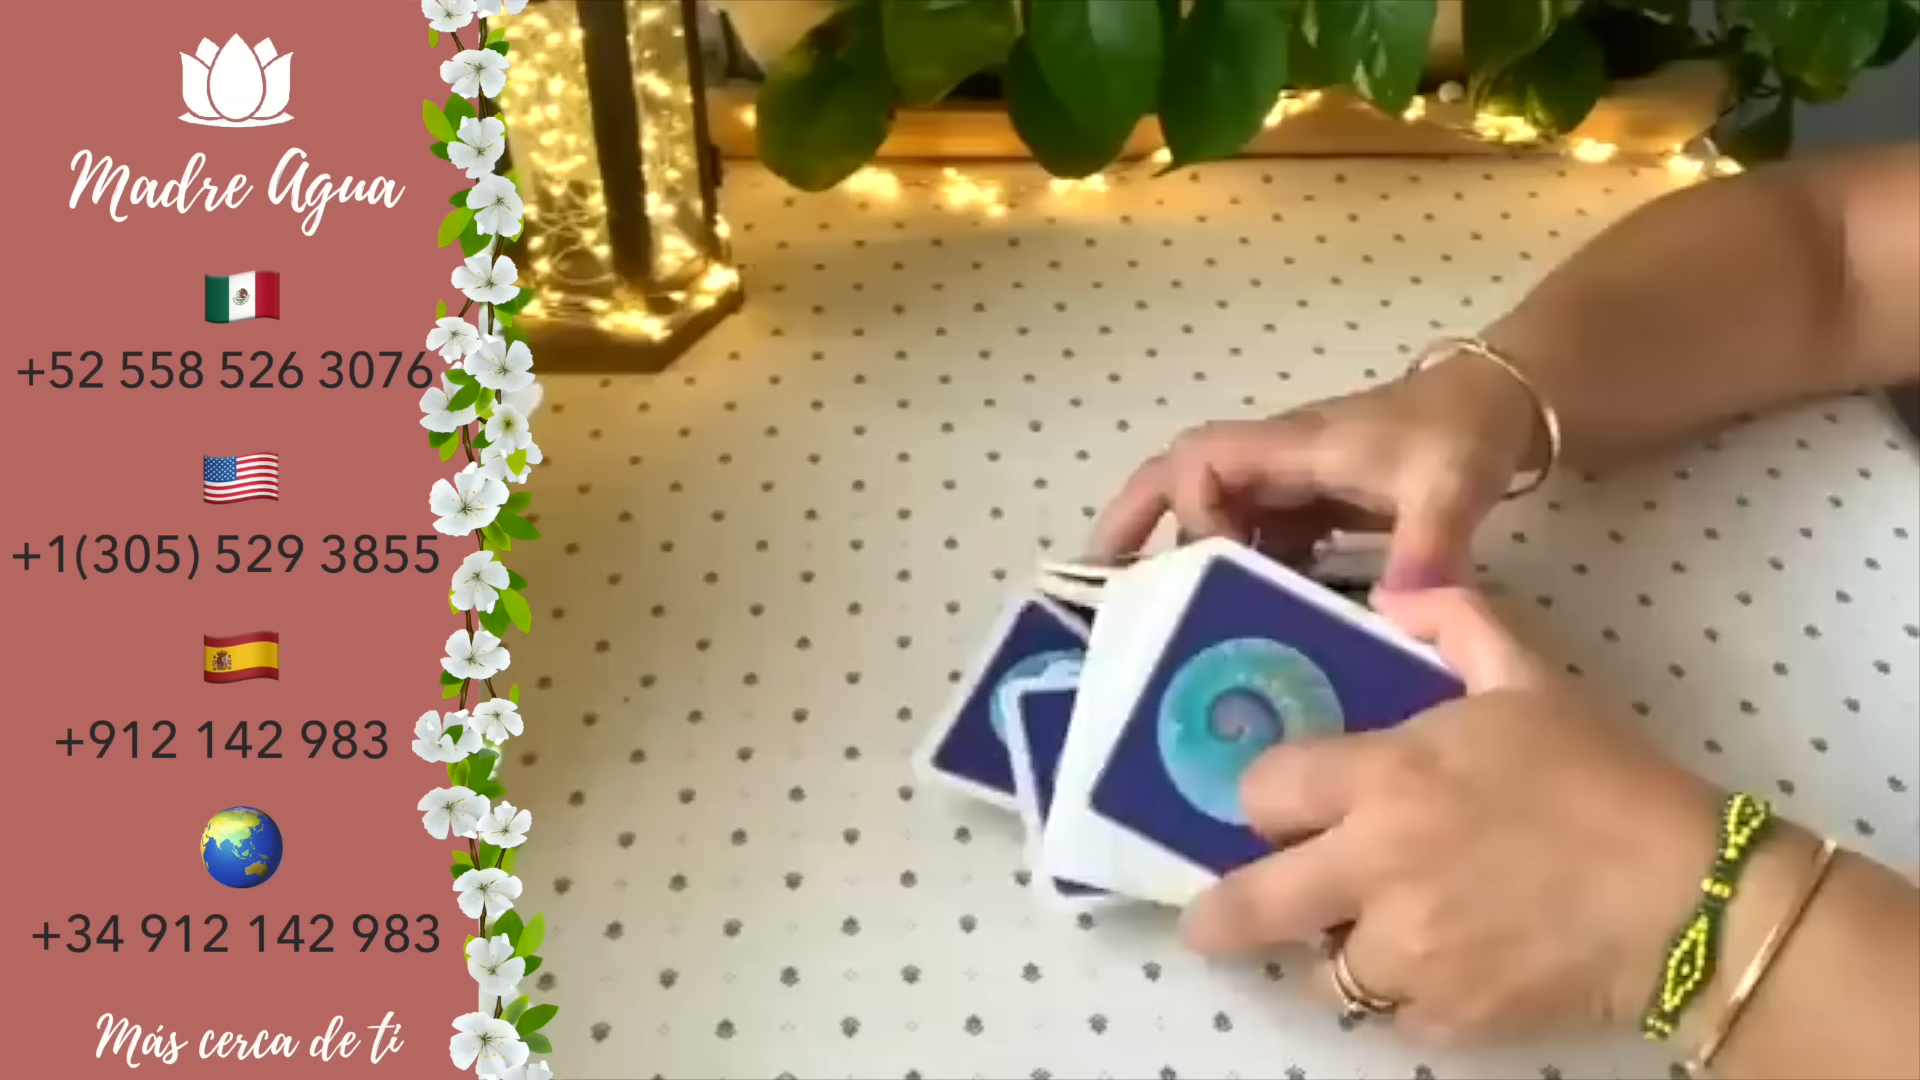 Madre Agua
+52 558 526 3076
+1(305) 529 3855
+912 142 983
+34 912 142 983
Más cerca de ti